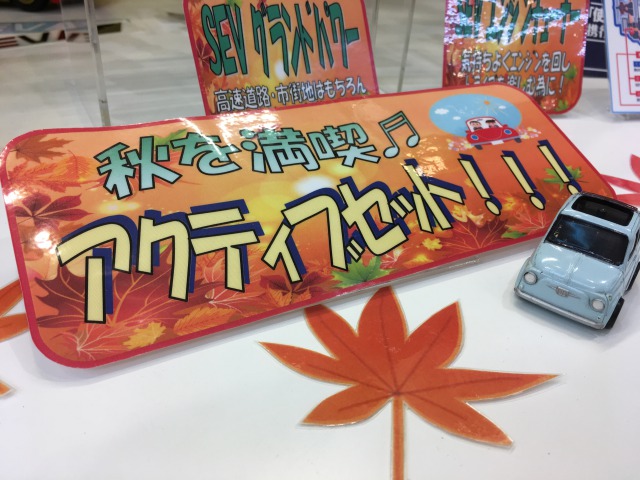 SEV グランドパワー
高速道路・市街地はもちろん
気持ちよくエンジンを回し
秋を満喫♬
アクティブセット！！！